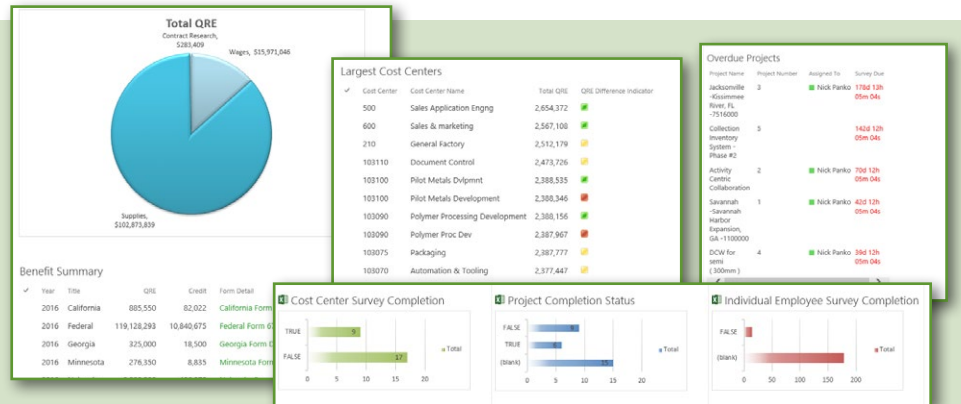 Total QRE
Contract Research,
$283,409
Wages, $15,971,046
Supplies,
$102,873,839
Benefit Summary
Year Title QRE Credit Form Detail
2016 California 885,550 82,022 California Form
2016 Federal 119,128,293 10,840,675 Federal Form
2016 Georgia 325,000 18,500 Georgia Form
2016 Minnesota 276,350 8,835 Minnesota Form
Largest Cost Centers
Cost Center Cost Center Name Total QRE QRE Difference Indicator
500 Sales Application Engng 2,654,372
600 Sales & marketing 2,567,108
210 General Factory 2,512,179
103110 Document Control 2,473,726
103100 Pilot Metals Dvlpmnt 2,388,535
103100 Pilot Metals Development 2,388,346
103090 Polymer Processing Development 2,388,156
103090 Polymer Proc Dev 2,387,967
103075 Packaging 2,387,777
103070 Automation & Tooling 2,377,447
Overdue Projects
Project Name Project Number Assigned To Survey Due
Jacksonville 3 Nick Panko 178d 13h
-Kissimmee 05m 04s
River, FL
-7516000
Collection 5 142d 12h
Inventory 05m 04s
System -
Phase #2
Activity 2 Nick Panko 70d 12h
Centric 05m 04s
Collaboration
Savannah 1 Nick Panko 42d 12h
-Savannah 05m 04s
Harbor
Expansion,
GA -1100000
DCW for 4 Nick Panko 39d 12h
semi 05m 04s
(300mm)
Cost Center Survey Completion
TRUE 9
FALSE 17
Total
0 5 10 15 20
Project Completion Status
FALSE 9
TRUE
(blank) 15
Total
0 5 10 15 20
Individual Employee Survey Completion
FALSE
(blank)
Total
0 50 100 150 200